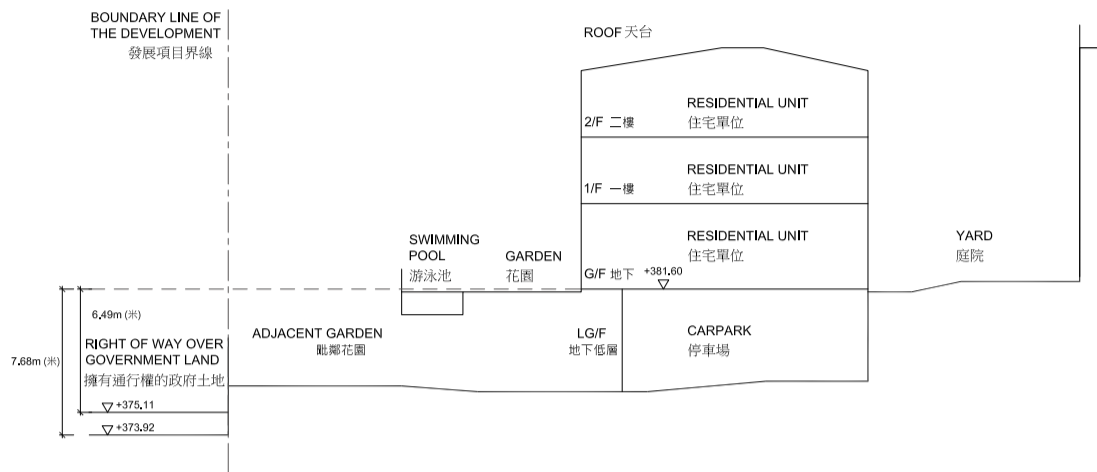 BOUNDARY LINE OF
THE DEVELOPMENT
發展項目界線
ROOF 天台
RESIDENTIAL UNIT
2/F 二樓
住宅單位
RESIDENTIAL UNIT
1/F 一樓
住宅單位
SWIMMING
POOL
游泳池
GARDEN
花園
RESIDENTIAL UNIT
住宅單位
G/F 地下
+381.60
YARD
庭院
6.49m (米)
7.68m (米)
RIGHT OF WAY OVER
GOVERNMENT LAND
擁有通行權的政府土地
+375.11
+373.92
ADJACENT GARDEN
毗鄰花園
LG/F
地下低層
CARPARK
停車場